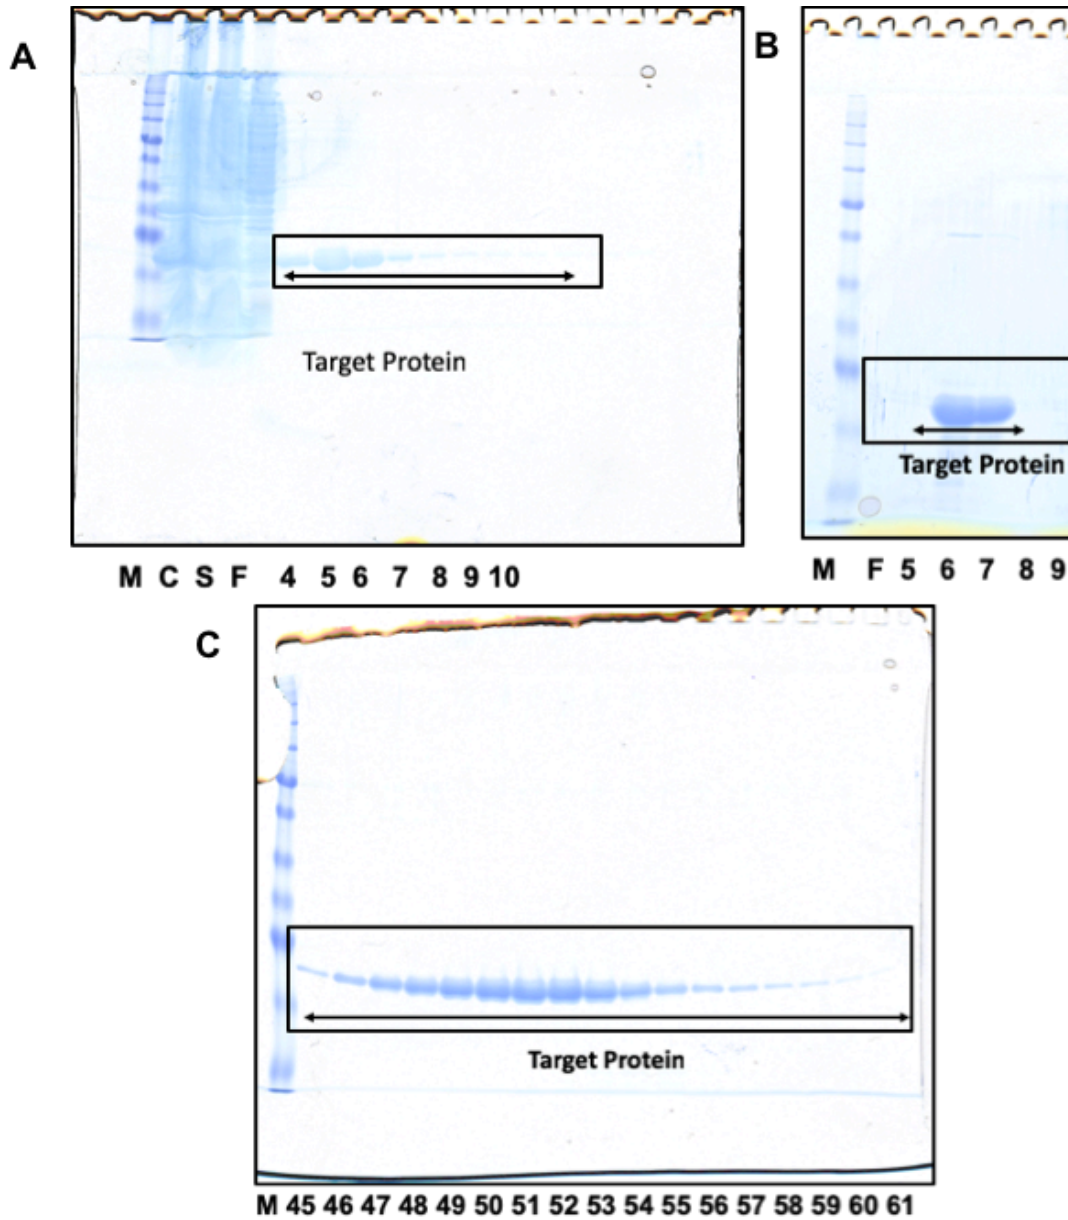 A
B
Target Protein
M C S F 4 5 6 7 8 9 10
Target Protein
M F 5 6 7 8 9
C
Target Protein
M 45 46 47 48 49 50 51 52 53 54 55 56 57 58 59 60 61